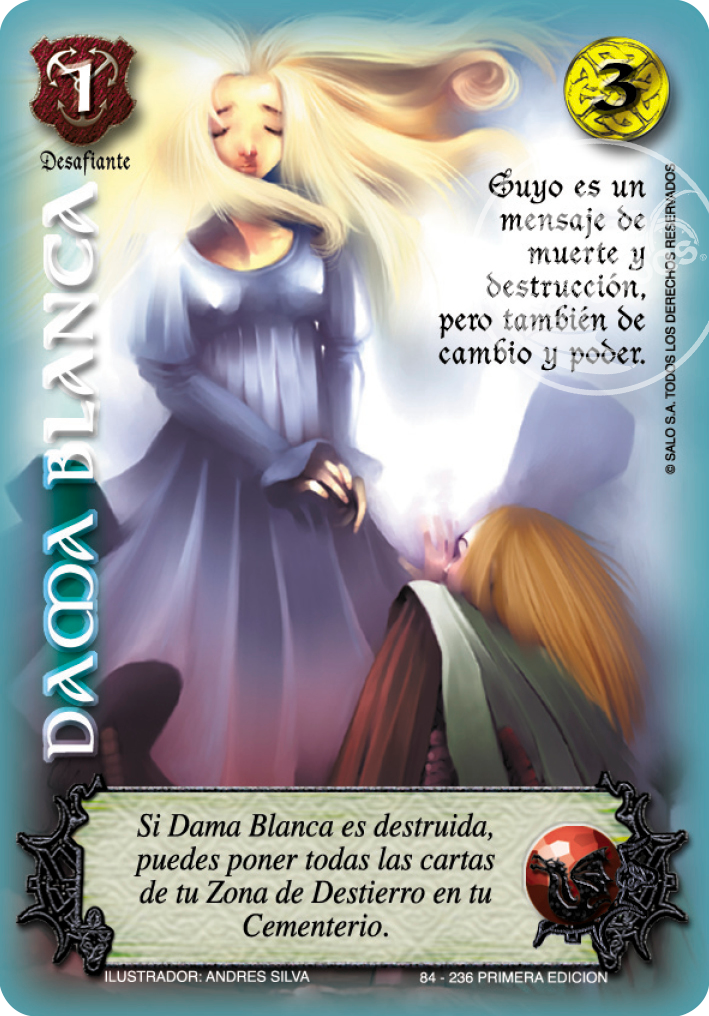 1
Desafiante
3
DAMA BLANCA
Suyo es un
mensaje de
muerte y
destrucción,
pero también de
cambio y poder.
© SALO S.A. TODOS LOS DERECHOS RESERVADOS
Si Dama Blanca es destruida,
puedes poner todas las cartas
de tu Zona de Destierro en tu
Cementerio.
ILUSTRADOR: ANDRES SILVA
84 - 236 PRIMERA EDICION